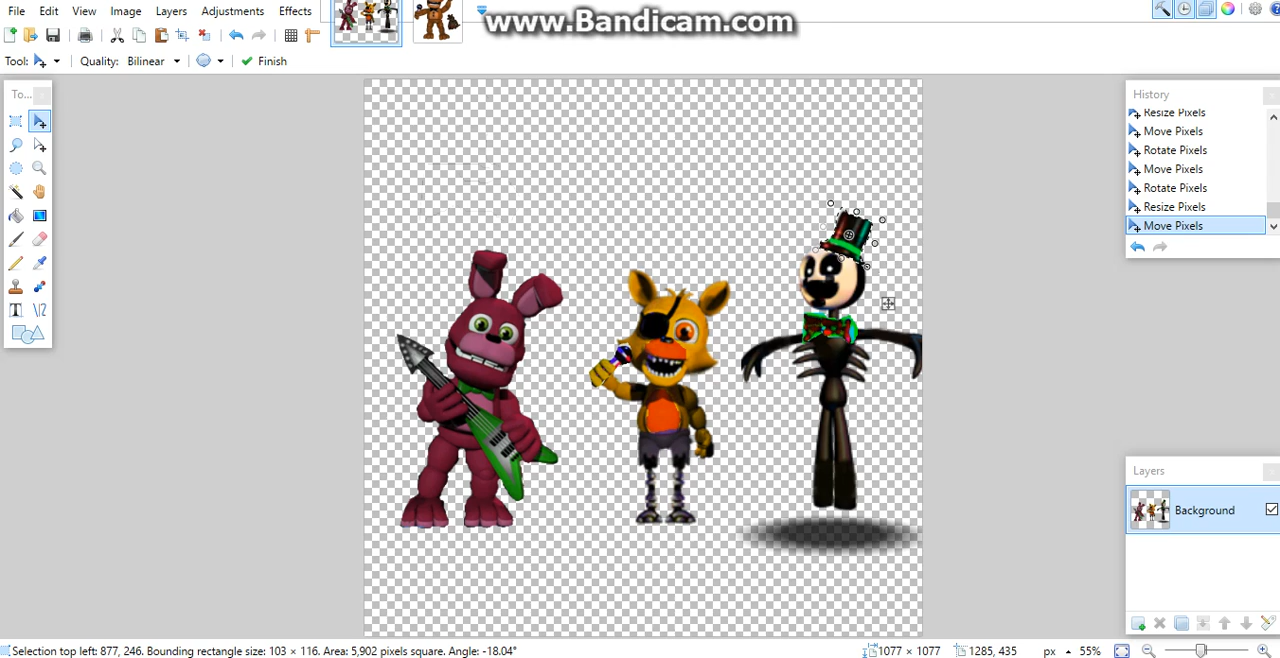 File Edit View Image Layers Adjustments Effects
www.Bandicam.com
Tool: Quality: Bilinear Finish
To...
History
Resize Pixels
Move Pixels
Rotate Pixels
Move Pixels
Rotate Pixels
Resize Pixels
Move Pixels
Layers
Background
Selection top left: 877, 246. Bounding rectangle size: 103 × 116. Area: 5,902 pixels square. Angle: -18.04° 1077 × 1077 1285, 435 px 55%